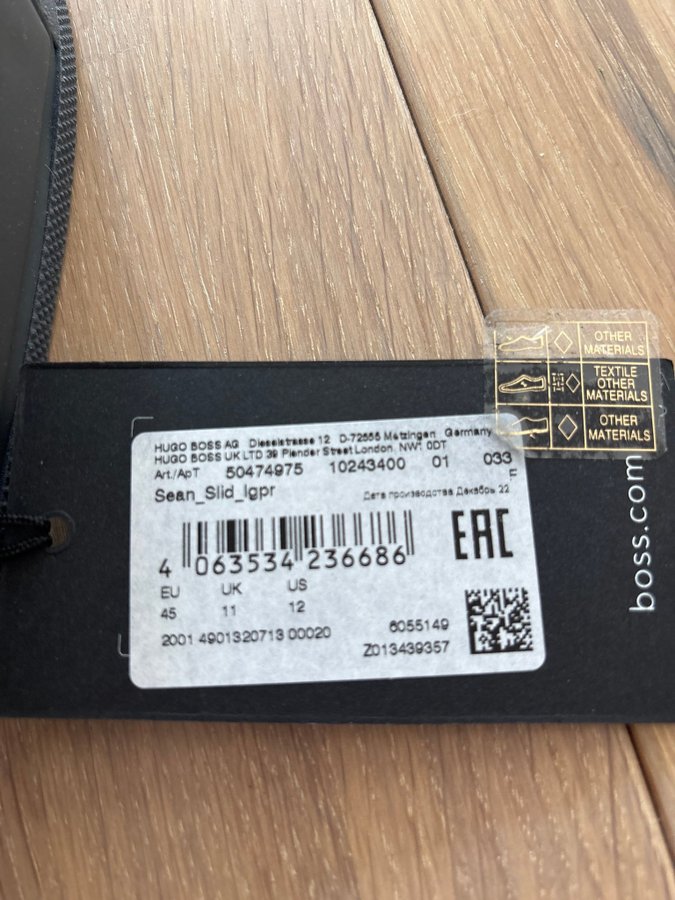 OTHER
MATERIALS
TEXTILE
OTHER
MATERIALS
OTHER
MATERIALS
HUGO BOSS AG Dieselstrasse 12 D-72555 Metzingen Germany
HUGO BOSS UK LTD 39 Plender Street London, NW1 0DT
Art./АрТ 50474975 10243400 01 033
F
Sean_Slid_lgpr
Дата производства Декабрь 22
4 063534 236686
EAC
EU UK US
45 11 12
2001 4901320713 00020
6055149
Z013439357
boss.com